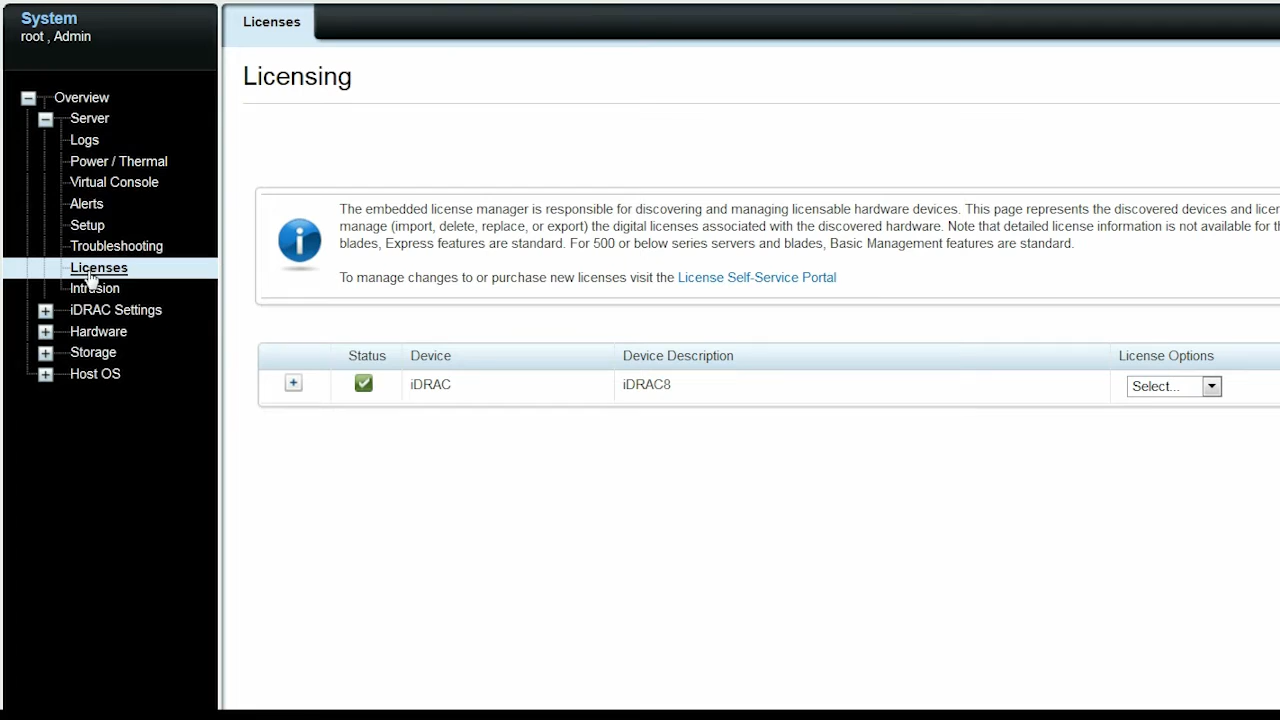 System
root , Admin
Overview
Server
Logs
Power / Thermal
Virtual Console
Alerts
Setup
Troubleshooting
Licenses
Intrusion
iDRAC Settings
Hardware
Storage
Host OS
Licenses
Licensing
The embedded license manager is responsible for discovering and managing licensable hardware devices. This page represents the discovered devices and
manage (import, delete, replace, or export) the digital licenses associated with the discovered hardware. Note that detailed license information is not available for
blades, Express features are standard. For 500 or below series servers and blades, Basic Management features are standard.
To manage changes to or purchase new licenses visit the License Self-Service Portal
Status Device Device Description License Options
iDRAC iDRAC8 Select...